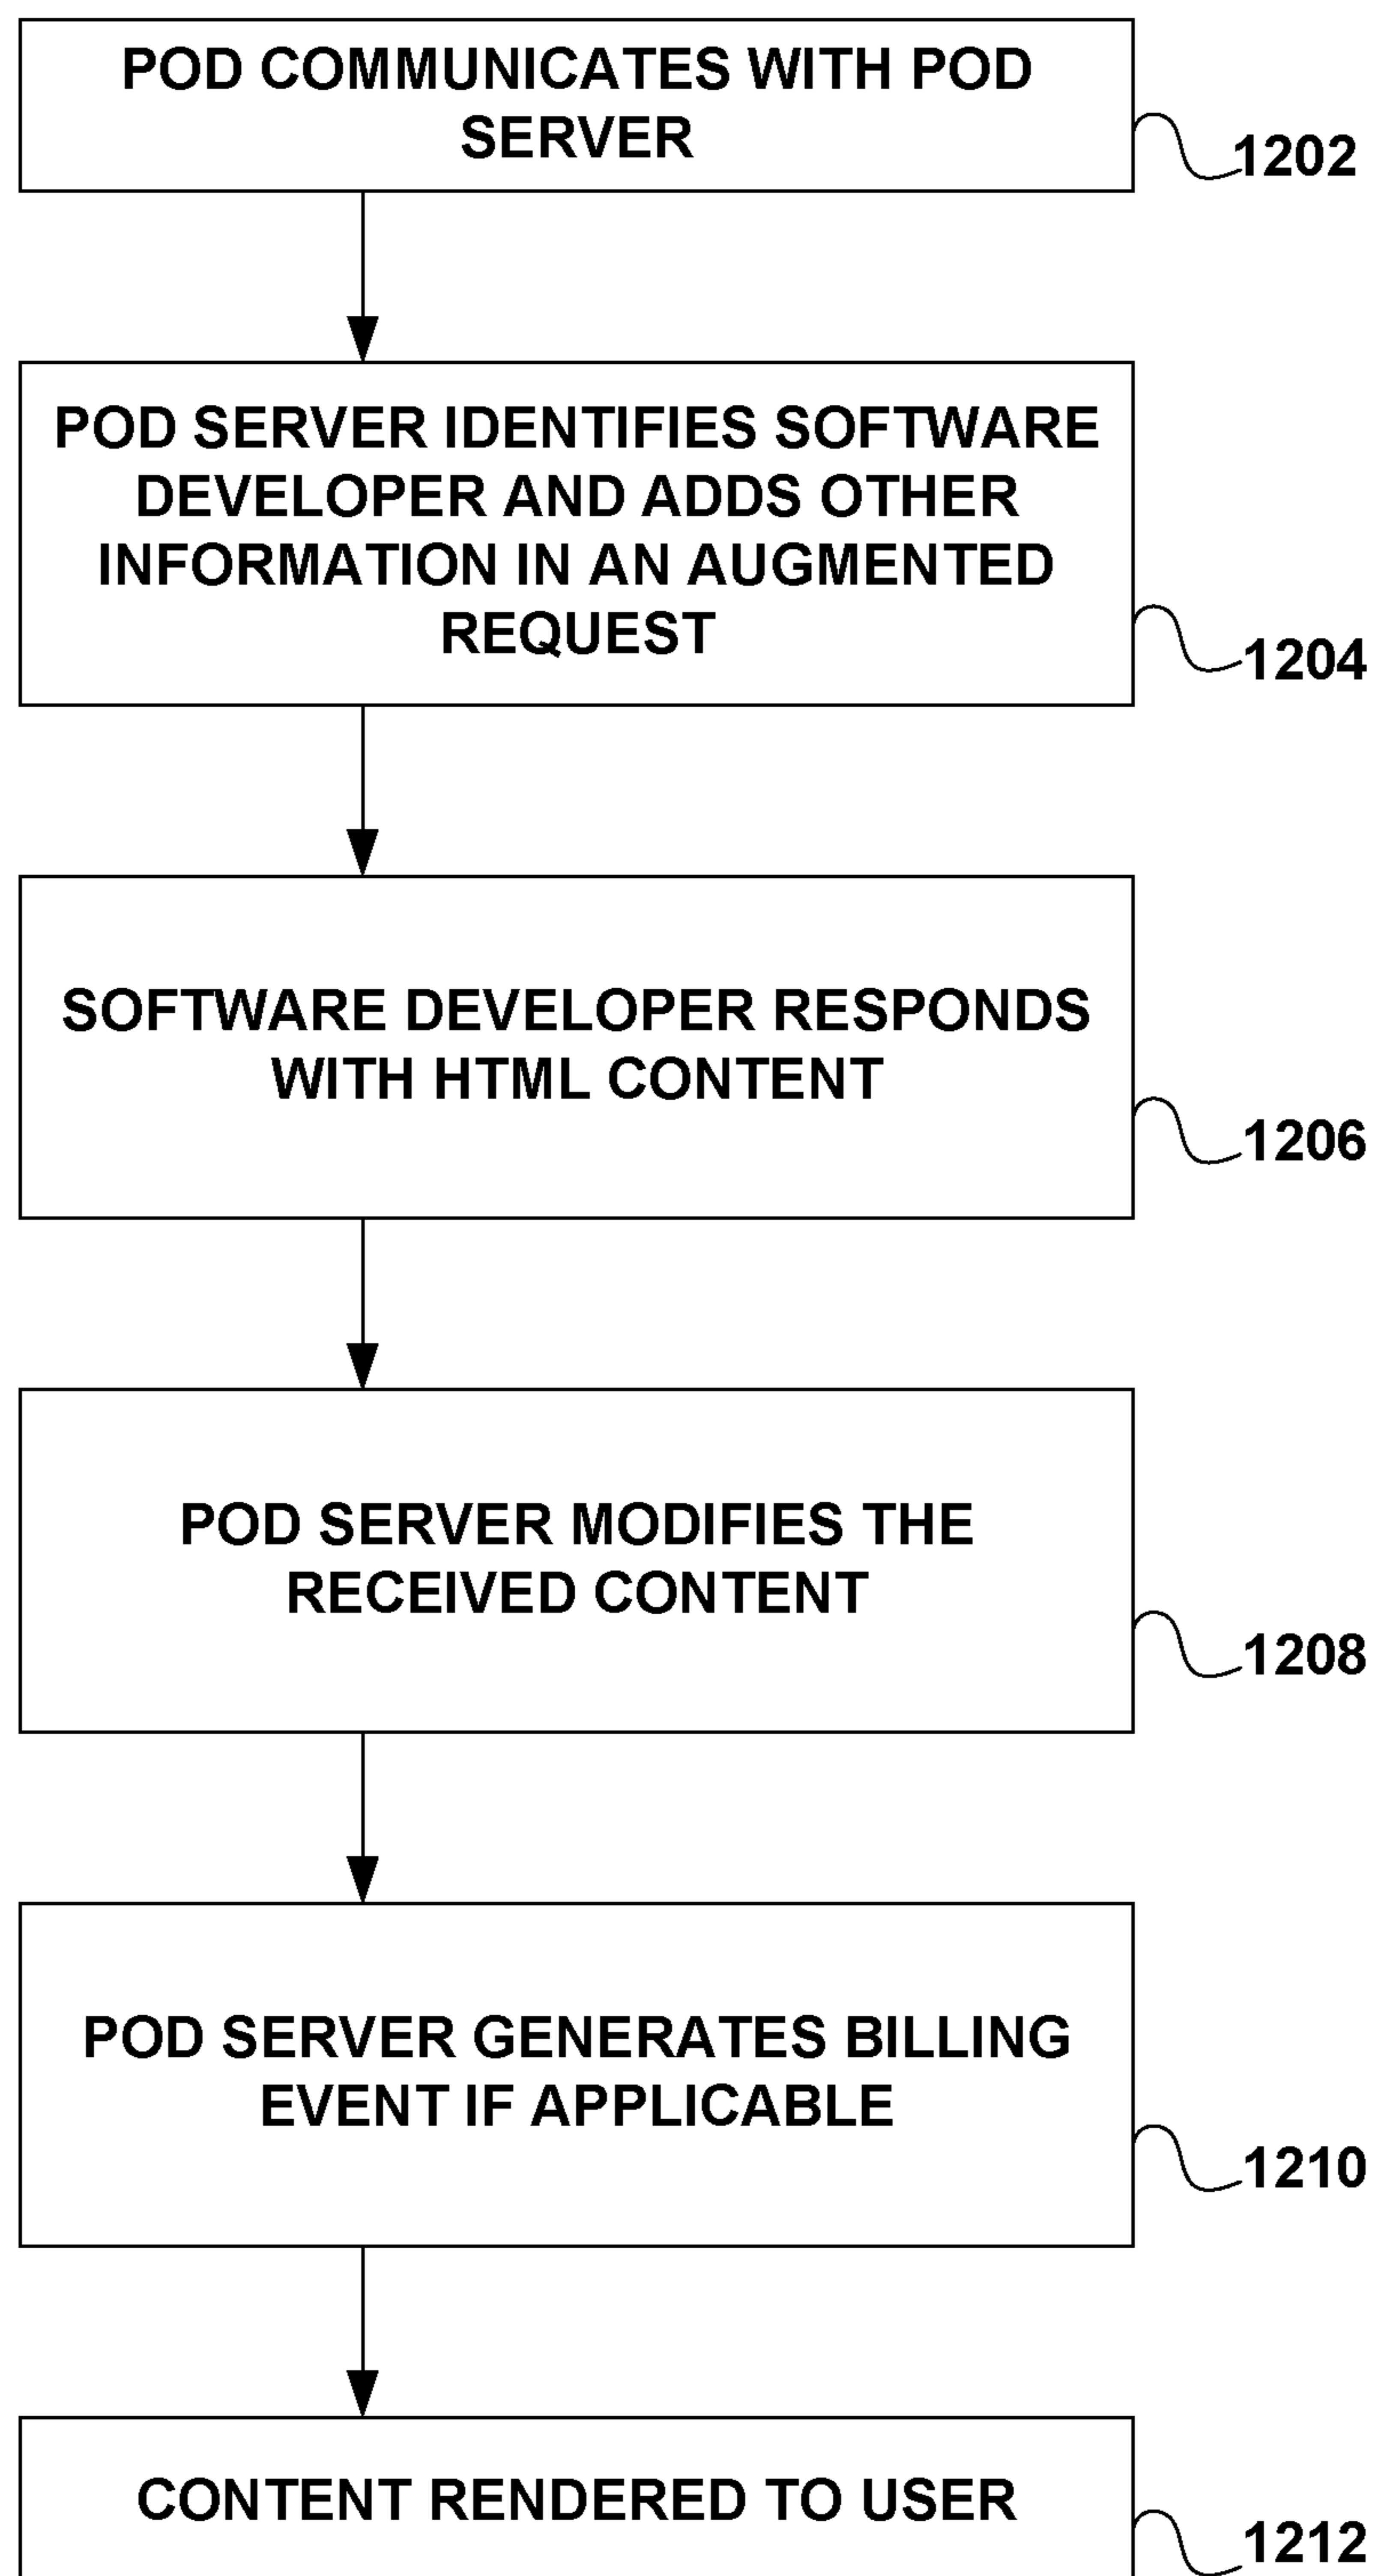 POD COMMUNICATES WITH POD
SERVER
1202
POD SERVER IDENTIFIES SOFTWARE
DEVELOPER AND ADDS OTHER
INFORMATION IN AN AUGMENTED
REQUEST
1204
SOFTWARE DEVELOPER RESPONDS
WITH HTML CONTENT
1206
POD SERVER MODIFIES THE
RECEIVED CONTENT
1208
POD SERVER GENERATES BILLING
EVENT IF APPLICABLE
1210
CONTENT RENDERED TO USER
1212